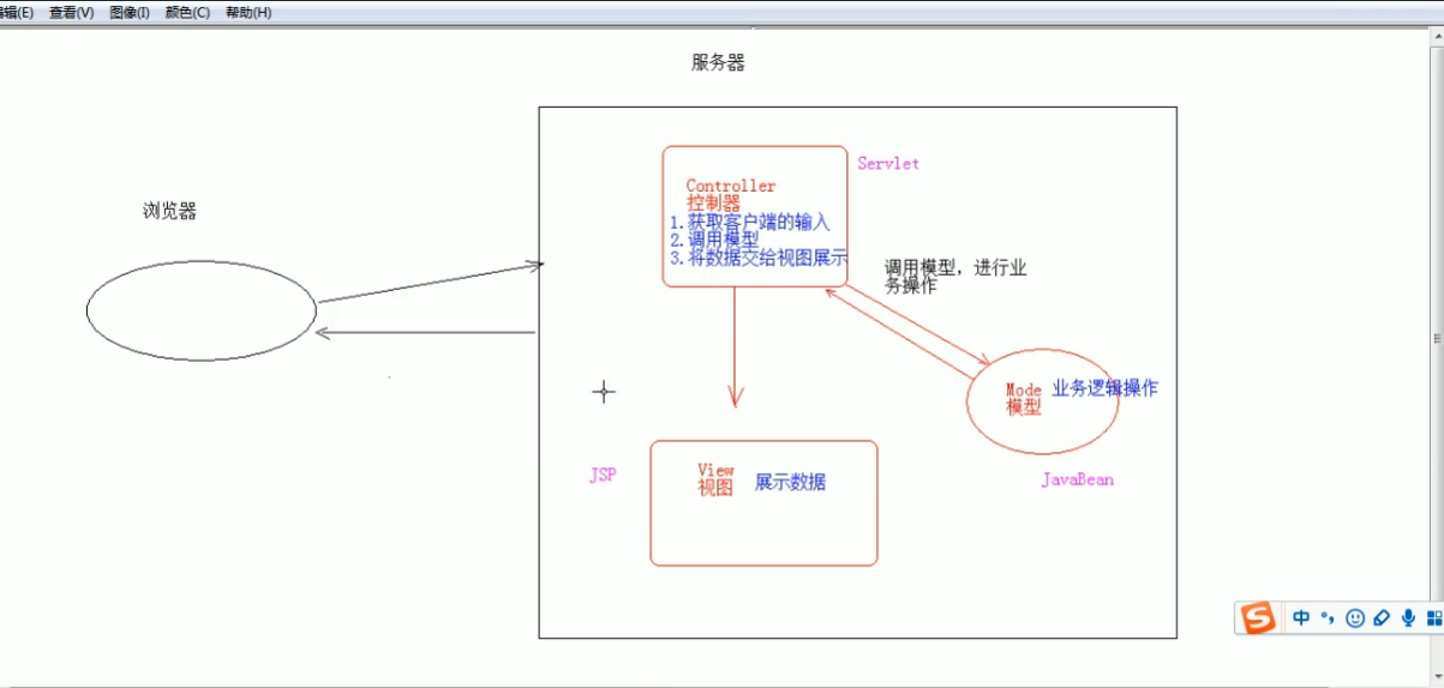 编辑(E) 查看(V) 图像(I) 颜色(C) 帮助(H)
服务器
浏览器
Servlet
Controller
控制器
1.获取客户端的输入
2.调用模型
3.将数据交给视图展示
调用模型，进行业
务操作
Mode 业务逻辑操作
模型
JavaBean
JSP
View
视图
展示数据
中